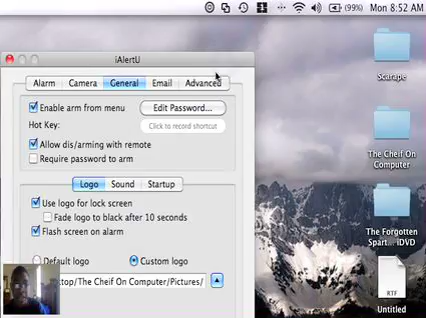 (99%) Mon 8:52 AM
iAlertU
Alarm Camera General Email Advanced
Enable arm from menu
Edit Password...
Hot Key:
Click to record shortcut
Allow dis/arming with remote
Require password to arm
Logo Sound Startup
Use logo for lock screen
Fade logo to black after 10 seconds
Flash screen on alarm
Default logo
Custom logo
top/The Cheif On Computer/Pictures/
Scarape
The Cheif On
Computer
The Forgotten
Spart... iDVD
RTF
Untitled